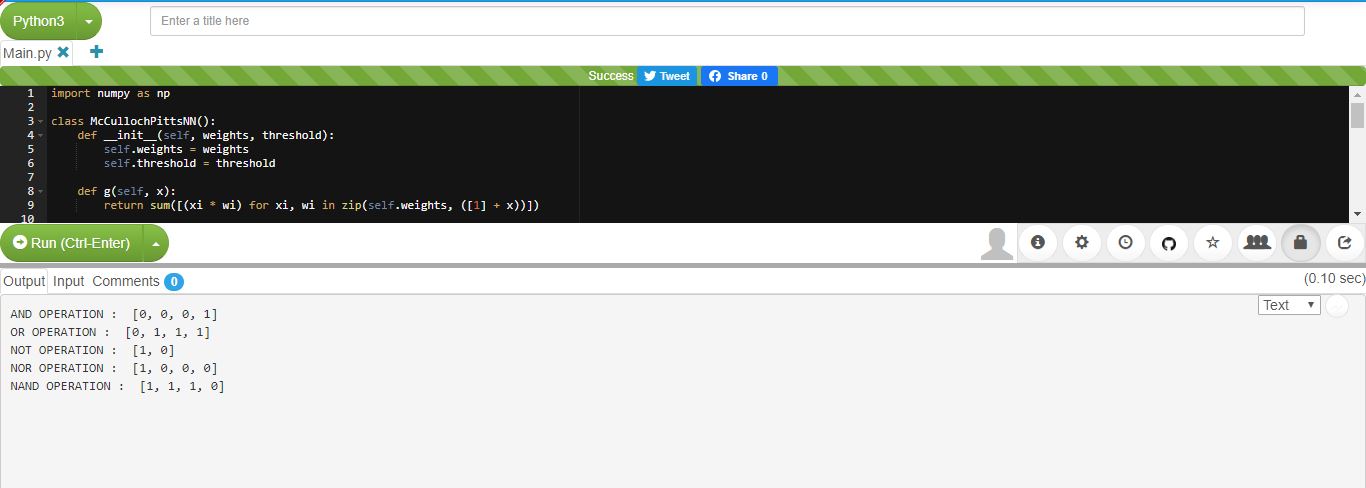 Python3
Enter a title here
Main.py
Success Tweet Share 0
1 import numpy as np
2
3 class McCullochPittsNN():
4     def __init__(self, weights, threshold):
5         self.weights = weights
6         self.threshold = threshold
7
8     def g(self, x):
9         return sum([(xi * wi) for xi, wi in zip(self.weights, ([1] + x))])
10
Run (Ctrl-Enter)
Output Input Comments 0
(0.10 sec)
Text
AND OPERATION :  [0, 0, 0, 1]
OR OPERATION :  [0, 1, 1, 1]
NOT OPERATION :  [1, 0]
NOR OPERATION :  [1, 0, 0, 0]
NAND OPERATION :  [1, 1, 1, 0]